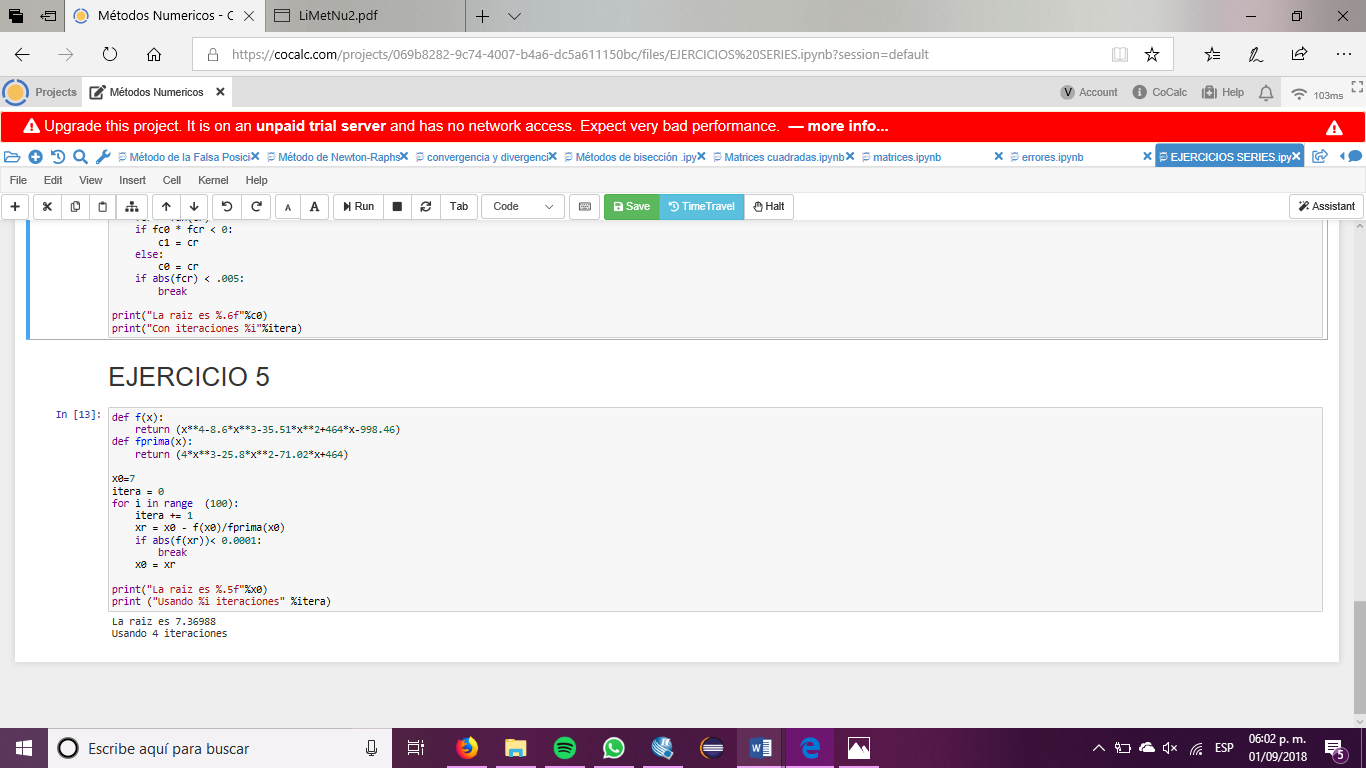 Métodos Numericos - C
LiMetNu2.pdf
https://cocalc.com/projects/069b8282-9c74-4007-b4a6-dc5a611150bc/files/EJERCICIOS%20SERIES.ipynb?session=default
Projects Métodos Numericos Account CoCalc Help 103ms
Upgrade this project. It is on an unpaid trial server and has no network access. Expect very bad performance. — more info...
Método de la Falsa Posici Método de Newton-Raphs convergencia y divergenci Métodos de bisección .ipy Matrices cuadradas.ipynb matrices.ipynb errores.ipynb EJERCICIOS SERIES.ipy
File Edit View Insert Cell Kernel Help
A A Run Tab Code Save TimeTravel Halt Assistant
if fc0 * fcr < 0:
c1 = cr
else:
c0 = cr
if abs(fcr) < .005:
break
print("La raiz es %.6f"%c0)
print("Con iteraciones %i"%itera)
EJERCICIO 5
In [13]:
def f(x):
return (x**4-8.6*x**3-35.51*x**2+464*x-998.46)
def fprima(x):
return (4*x**3-25.8*x**2-71.02*x+464)
x0=7
itera = 0
for i in range  (100):
itera += 1
xr = x0 - f(x0)/fprima(x0)
if abs(f(xr))< 0.0001:
break
x0 = xr
print("La raiz es %.5f"%x0)
print ("Usando %i iteraciones" %itera)
La raiz es 7.36988
Usando 4 iteraciones
Escribe aquí para buscar
ESP
06:02 p. m.
01/09/2018
5